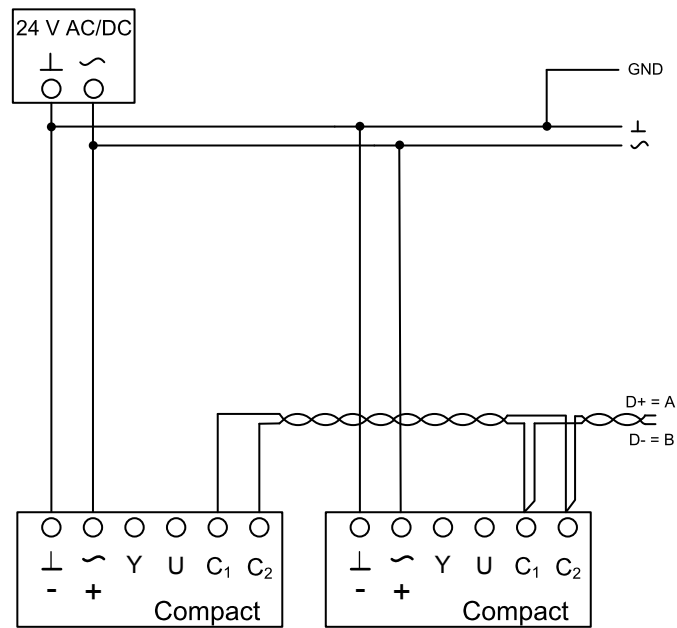 24 V AC/DC
⊥ ~
GND
⊥
~
D+ = A
D- = B
⊥ ~ Y U C₁ C₂
- +
Compact
⊥ ~ Y U C₁ C₂
- +
Compact